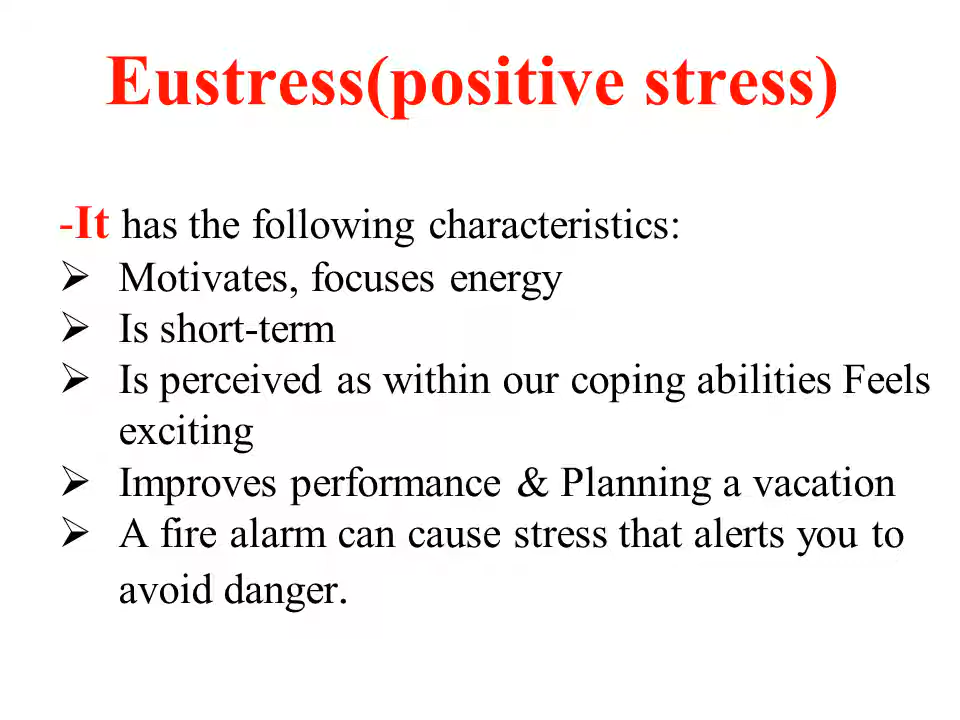 Eustress(positive stress)
-It has the following characteristics:
➢ Motivates, focuses energy
➢ Is short-term
➢ Is perceived as within our coping abilities Feels
exciting
➢ Improves performance & Planning a vacation
➢ A fire alarm can cause stress that alerts you to
avoid danger.